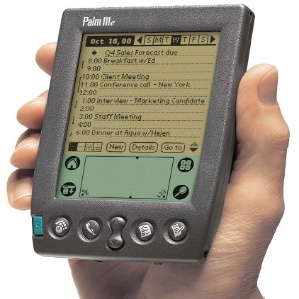 Palm IIIe
Oct 18, 00 S M T W T F S
Q4 Sales Forecast due
8:00 Breakfast w/Ed
9:00
10:00 Client Meeting
11:00 Conference call - New York
12:00
1:00 Interview - Marketing Candidate
2:00
3:00 Staff Meeting
4:00
6:00 Dinner at Aqua w/Helen
New Details Go to